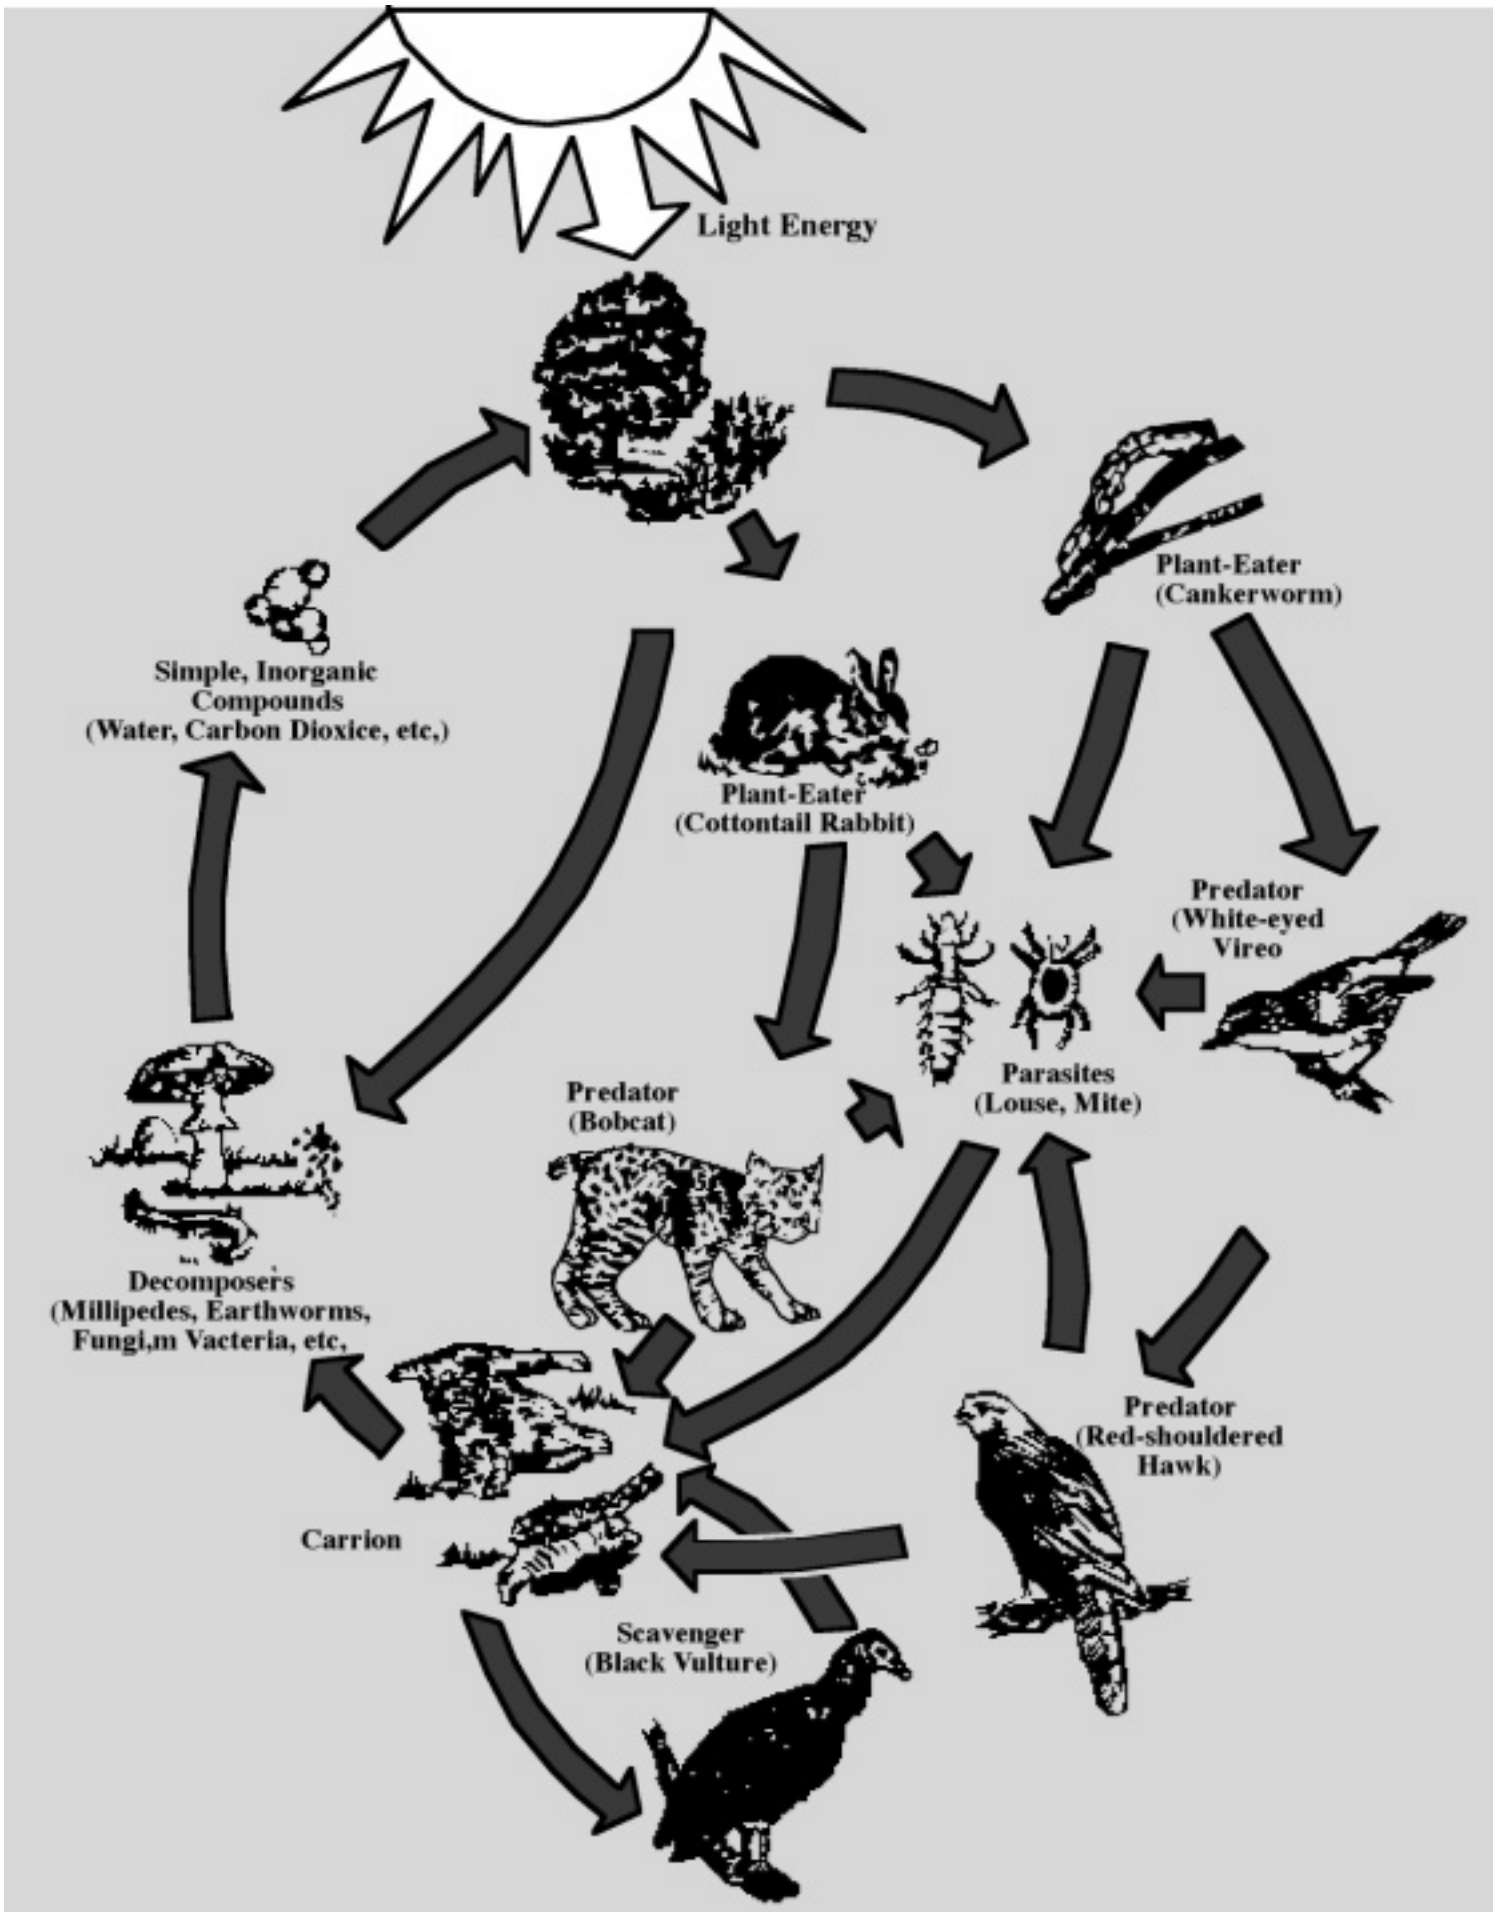 Light Energy
Plant-Eater
(Cankerworm)
Simple, Inorganic
Compounds
(Water, Carbon Dioxice, etc,)
Plant-Eater
(Cottontail Rabbit)
Predator
(White-eyed
Vireo
Parasites
(Louse, Mite)
Predator
(Bobcat)
Decomposers
(Millipedes, Earthworms,
Fungi,m Vacteria, etc,
Predator
(Red-shouldered
Hawk)
Carrion
Scavenger
(Black Vulture)